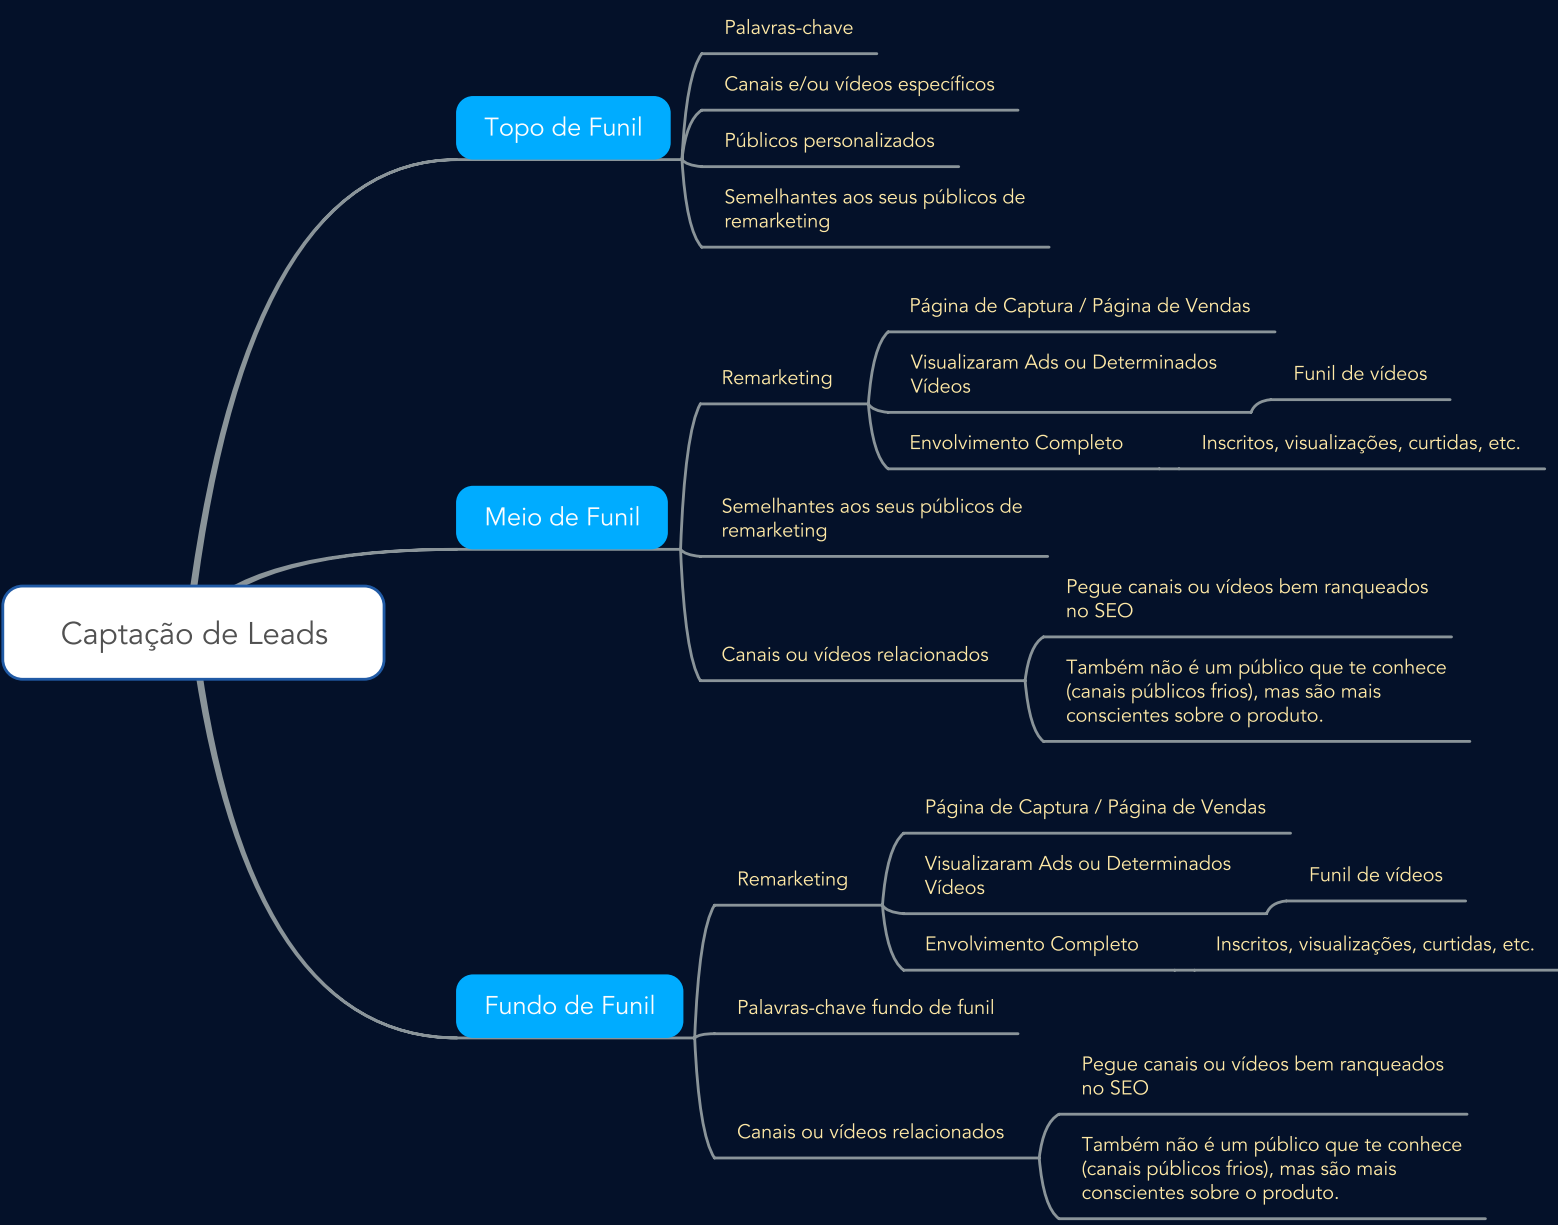 Captação de Leads
Topo de Funil
Palavras-chave
Canais e/ou vídeos específicos
Públicos personalizados
Semelhantes aos seus públicos de
remarketing
Meio de Funil
Remarketing
Página de Captura / Página de Vendas
Visualizaram Ads ou Determinados
Vídeos
Funil de vídeos
Envolvimento Completo
Inscritos, visualizações, curtidas, etc.
Semelhantes aos seus públicos de
remarketing
Canais ou vídeos relacionados
Pegue canais ou vídeos bem ranqueados
no SEO
Também não é um público que te conhece
(canais públicos frios), mas são mais
conscientes sobre o produto.
Fundo de Funil
Remarketing
Página de Captura / Página de Vendas
Visualizaram Ads ou Determinados
Vídeos
Funil de vídeos
Envolvimento Completo
Inscritos, visualizações, curtidas, etc.
Palavras-chave fundo de funil
Canais ou vídeos relacionados
Pegue canais ou vídeos bem ranqueados
no SEO
Também não é um público que te conhece
(canais públicos frios), mas são mais
conscientes sobre o produto.